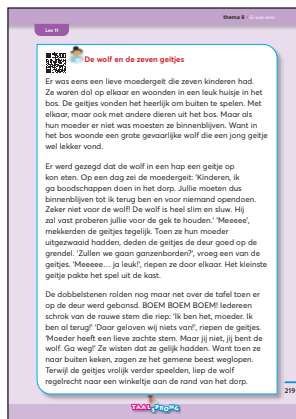 thema 8 - Er was eens
Les 11
De wolf en de zeven geitjes
Er was eens een lieve moedergeit die zeven kinderen had.
Ze waren dol op elkaar en woonden in een leuk huisje in het
bos. De geitjes vonden het heerlijk om buiten te spelen. Met
elkaar, maar ook met andere dieren uit het bos. Maar als
hun moeder er niet was moesten ze binnenblijven. Want in
het bos woonde een grote gevaarlijke wolf die een jong geitje
wel lekker vond.
Er werd gezegd dat de wolf in een hap een geitje op
kon eten. Op een dag zei de moedergeit: 'Kinderen, ik
ga boodschappen doen in het dorp. Jullie moeten dus
binnenblijven tot ik terug ben en voor niemand opendoen.
Zeker niet voor de wolf! De wolf is heel slim en sluw. Hij
zal vast proberen jullie voor de gek te houden.' 'Meeeee',
mekkerden de geitjes tegelijk. Toen ze hun moeder
uitgezwaaid hadden, deden de geitjes de deur goed op de
grendel. 'Zullen we gaan ganzenborden?', vroeg een van de
geitjes. 'Meeeee... ja leuk!', riepen ze door elkaar. Het kleinste
geitje pakte het spel uit de kast.
De dobbelstenen rolden nog maar net over de tafel toen er
op de deur werd gebonsd. BOEM BOEM BOEM! Iedereen
schrok van de rauwe stem die riep: 'Ik ben het, moeder. Ik
ben al terug!' 'Daar geloven wij niets van!', riepen de geitjes.
'Moeder heeft een lieve zachte stem. Maar jij niet, jij bent de
wolf. Ga weg!' Ze wisten dat ze gelijk hadden. Want toen ze
naar buiten keken, zagen ze het gemene beest weglopen.
Terwijl de geitjes vrolijk verder speelden, liep de wolf
regelrecht naar een winkeltje aan de rand van het dorp.
219
TAAL SPRONG